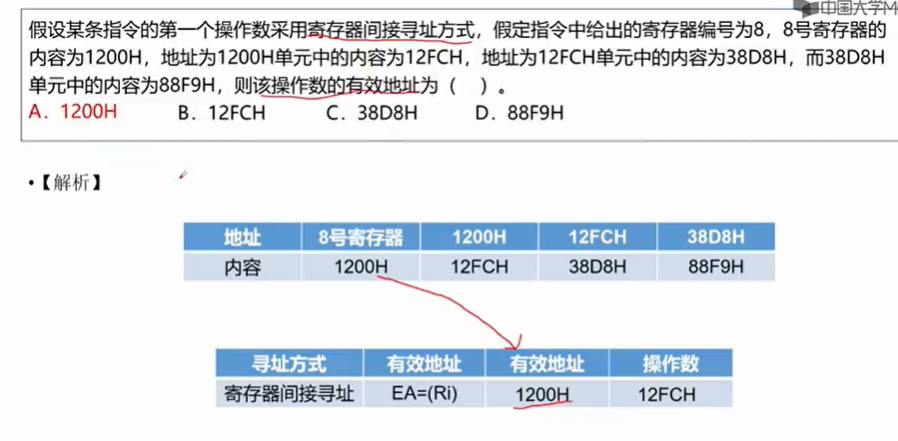 中国大学M
假设某条指令的第一个操作数采用寄存器间接寻址方式，假定指令中给出的寄存器编号为8，8号寄存器的
内容为1200H，地址为1200H单元中的内容为12FCH，地址为12FCH单元中的内容为38D8H，而38D8H
单元中的内容为88F9H，则该操作数的有效地址为（ ）。
A. 1200H B. 12FCH C. 38D8H D. 88F9H
•【解析】
地址 8号寄存器 1200H 12FCH 38D8H
内容 1200H 12FCH 38D8H 88F9H
寻址方式 有效地址 有效地址 操作数
寄存器间接寻址 EA=(Ri) 1200H 12FCH